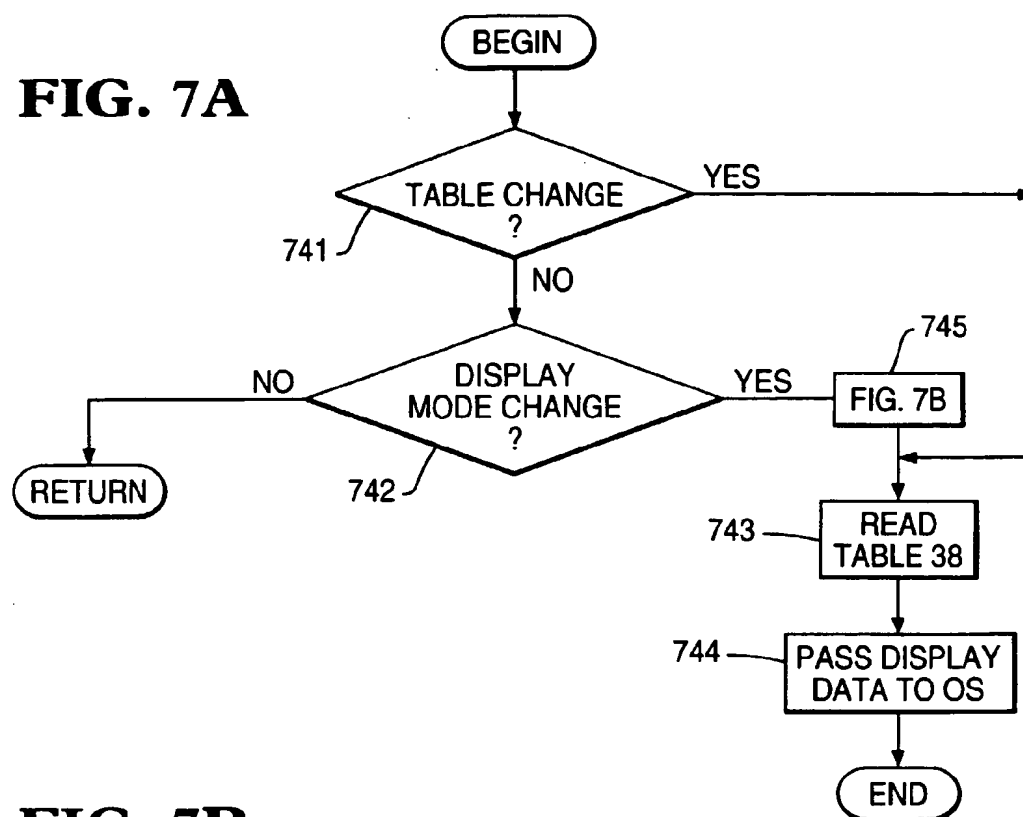 BEGIN
FIG. 7A
TABLE CHANGE
?
YES
741
NO
745
DISPLAY
MODE CHANGE
?
NO
YES
FIG. 7B
742
RETURN
743
READ
TABLE 38
744
PASS DISPLAY
DATA TO OS
END
FIG. 7B